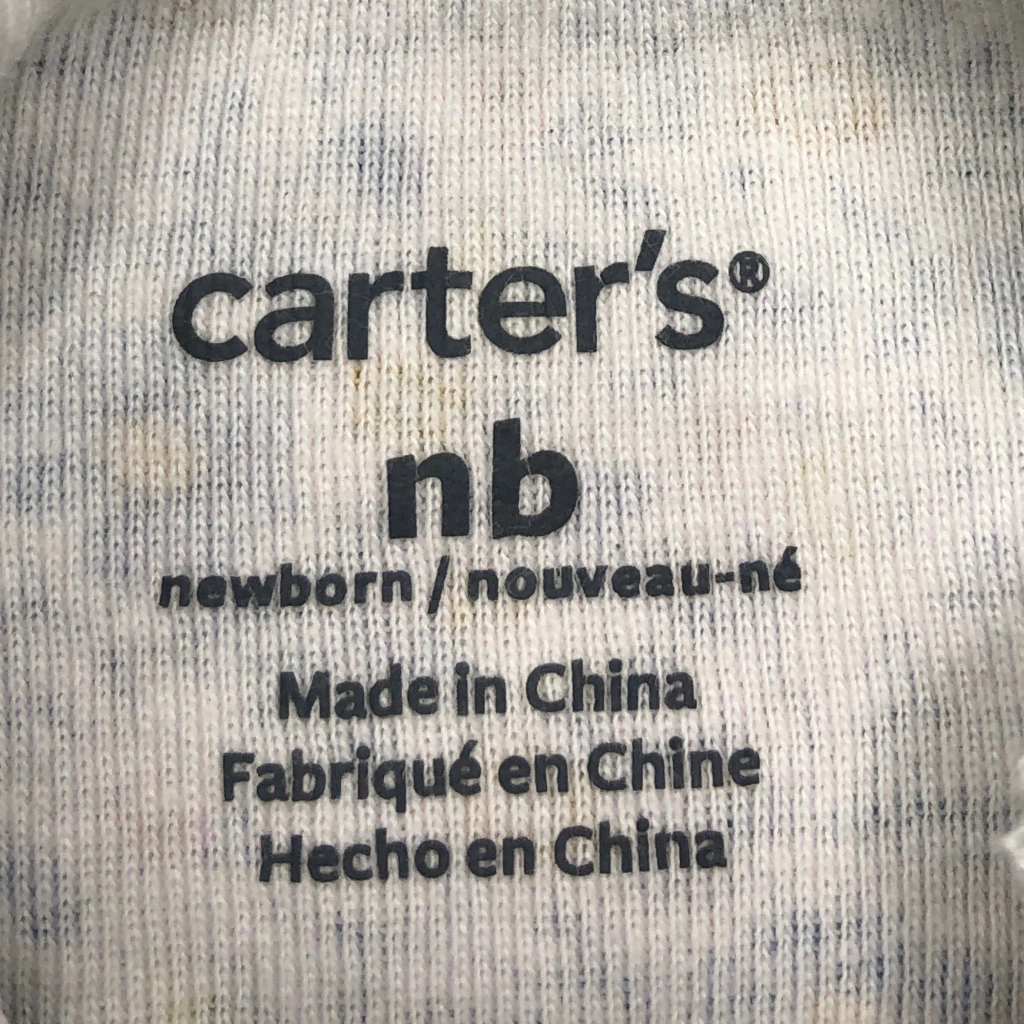 carter's®
nb
newborn / nouveau-né
Made in China
Fabriqué en Chine
Hecho en China